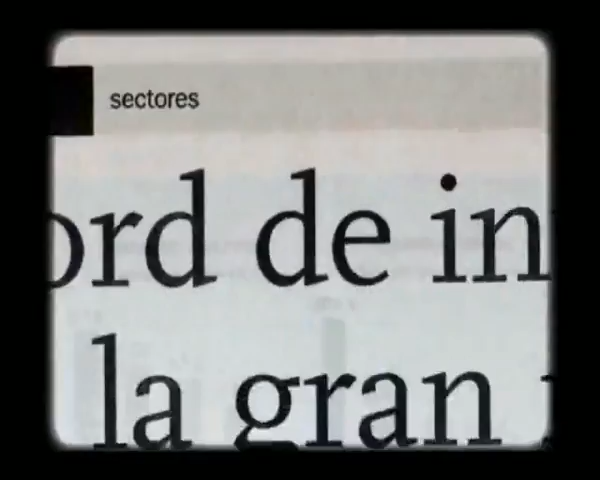 sectores
ord de in
la gran